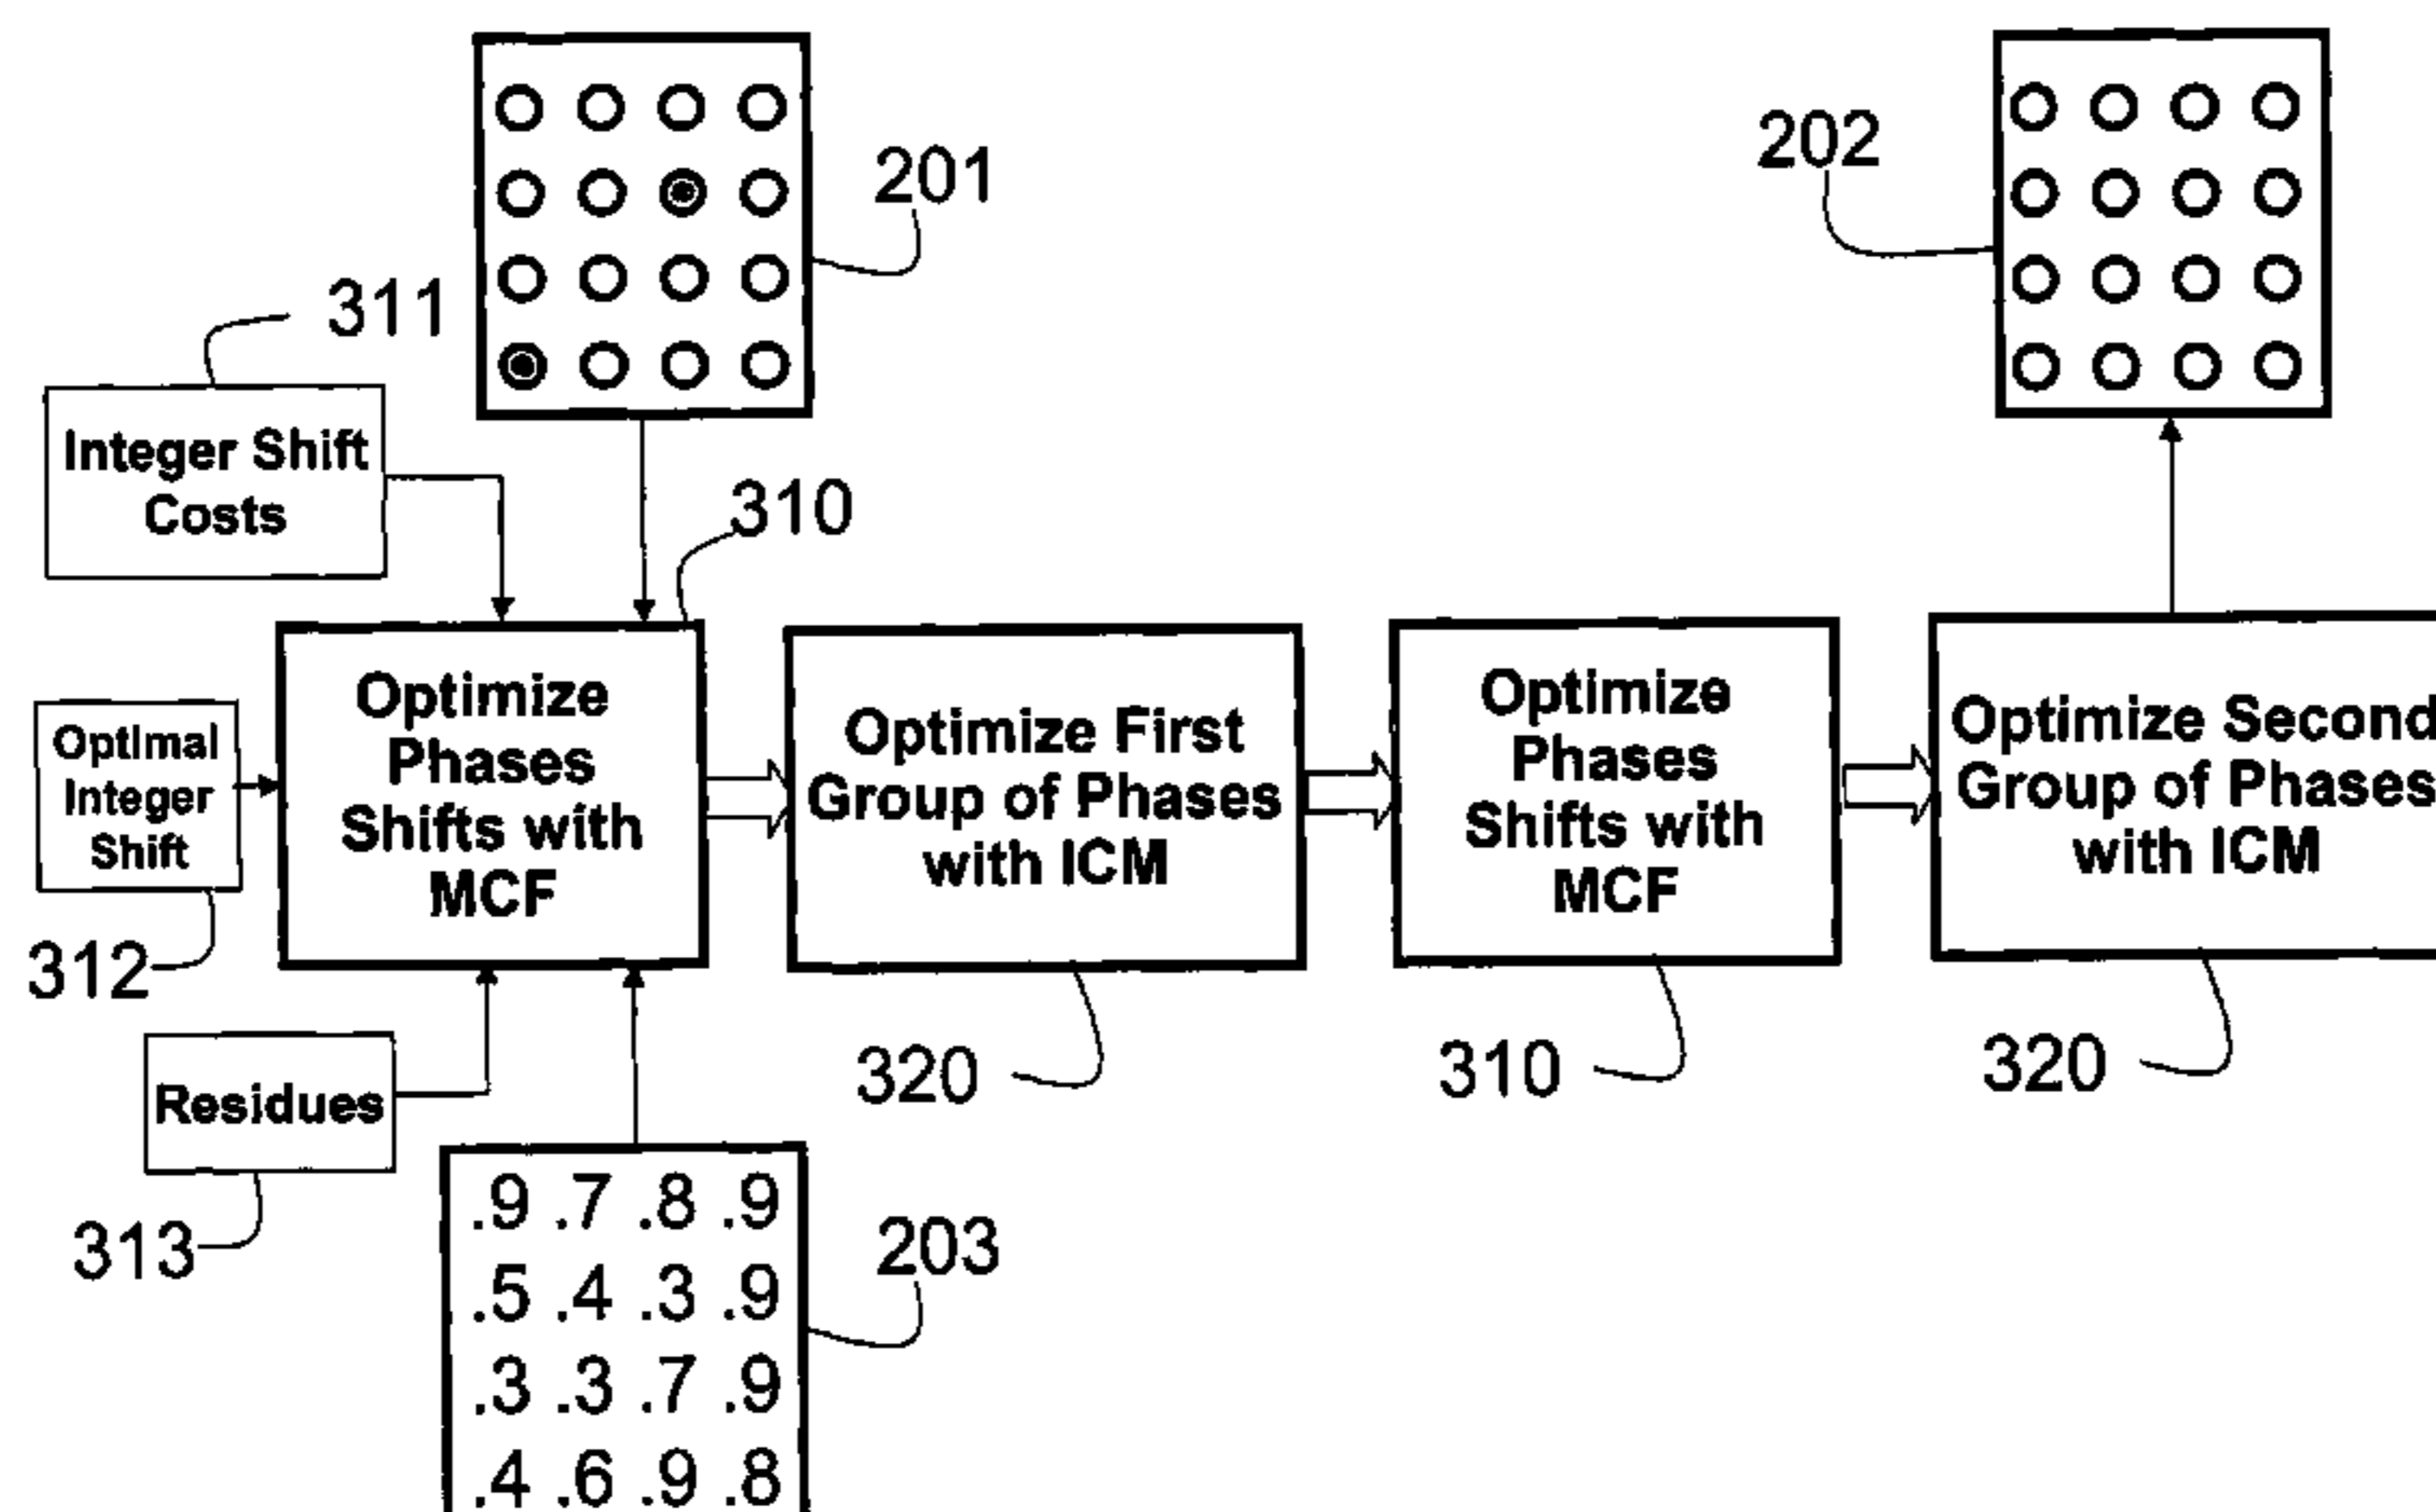 201
202
311
Integer Shift
Costs
310
Optimal
Integer
Shift
312
Optimize
Phases
Shifts with
MCF
Optimize First
Group of Phases
with ICM
Optimize
Phases
Shifts with
MCF
Optimize Second
Group of Phases
with ICM
320
310
320
Residues
313
203
.9 .7 .8 .9
.5 .4 .3 .9
.3 .3 .7 .9
.4 .6 .9 .8